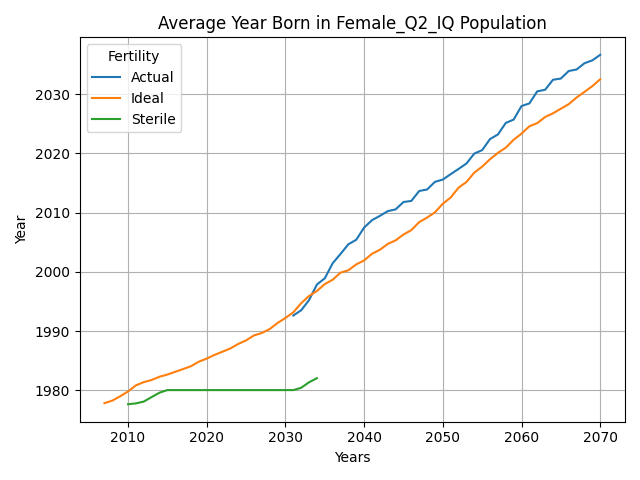 Average Year Born in Female_Q2_IQ Population
Fertility
Actual
Ideal
Sterile
Year
2030
2020
2010
2000
1990
1980
2010
2020
2030
2040
2050
2060
2070
Years